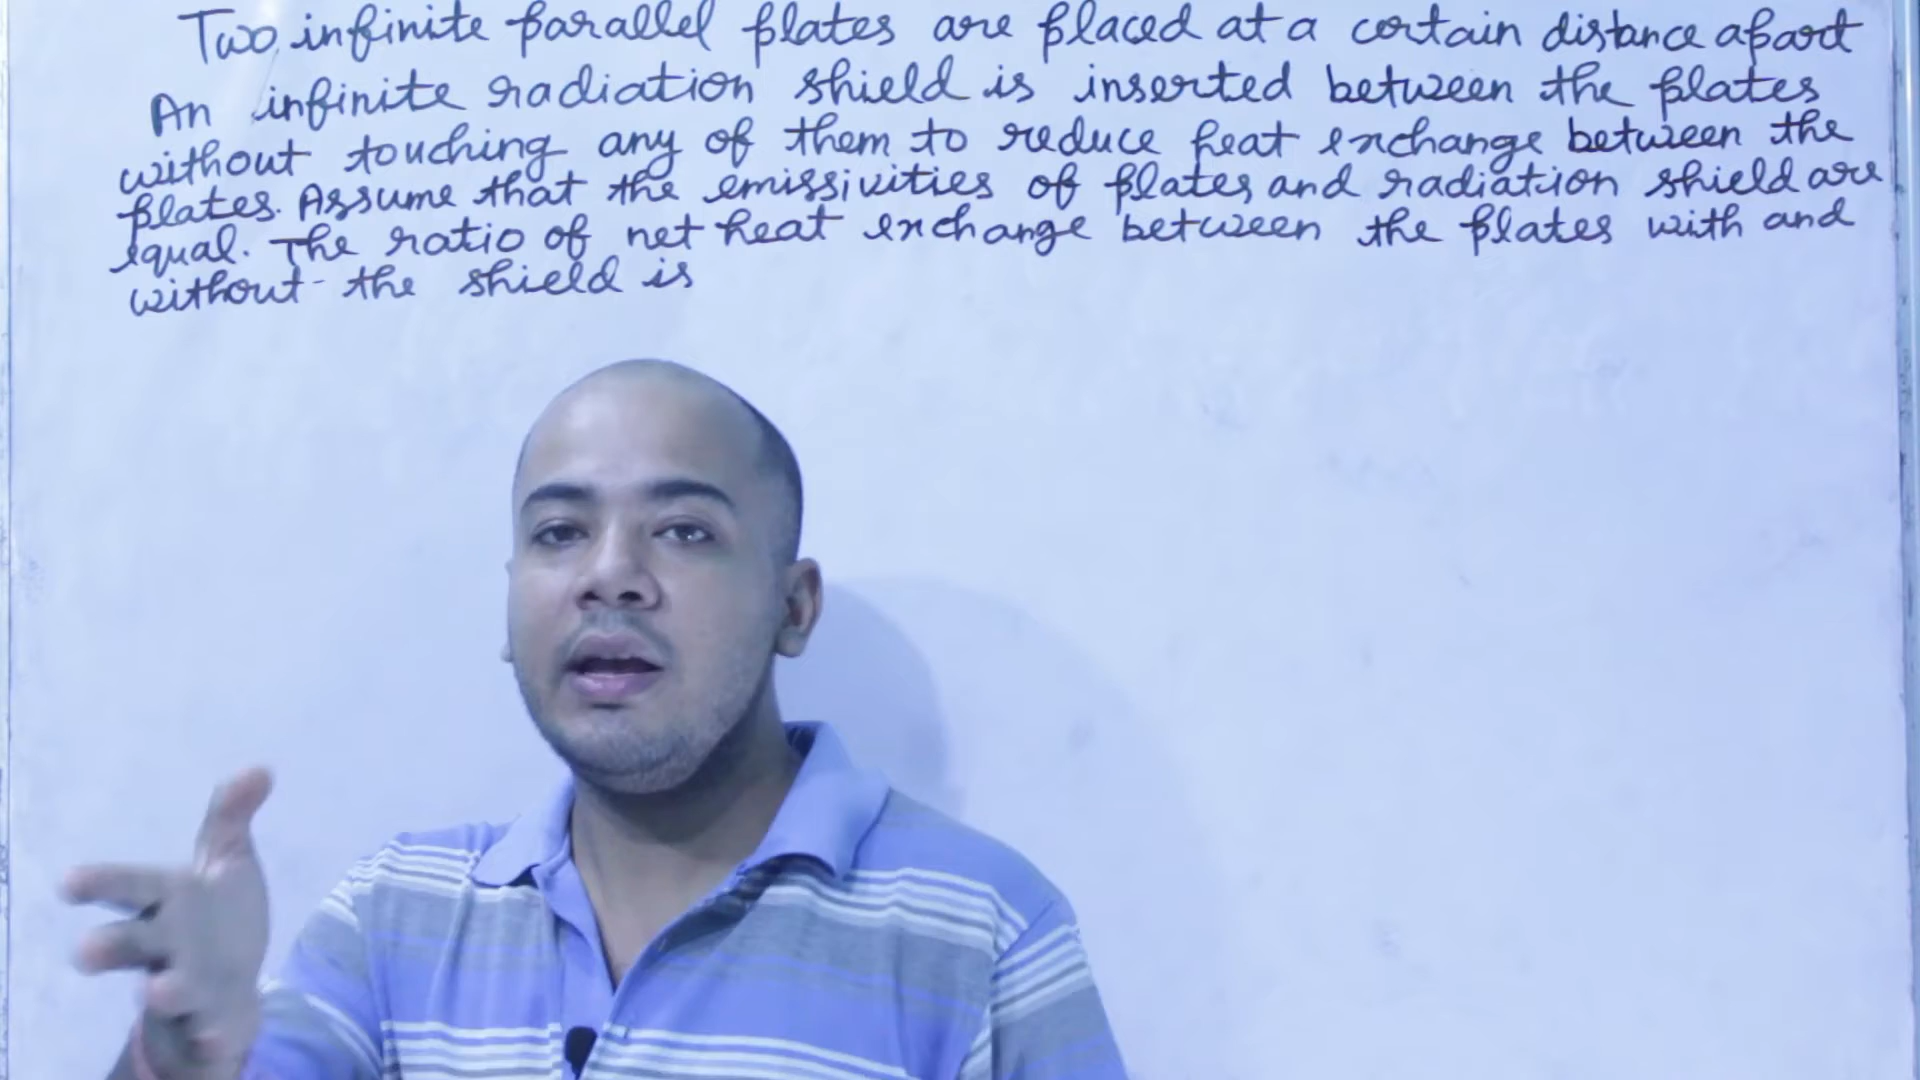 Two infinite parallel plates are placed at a certain distance apart
An infinite radiation shield is inserted between the plates
without touching any of them to reduce heat exchange between the
plates. Assume that the emissivities of plates and radiation shield are
equal. The ratio of net heat exchange between the plates with and
without the shield is